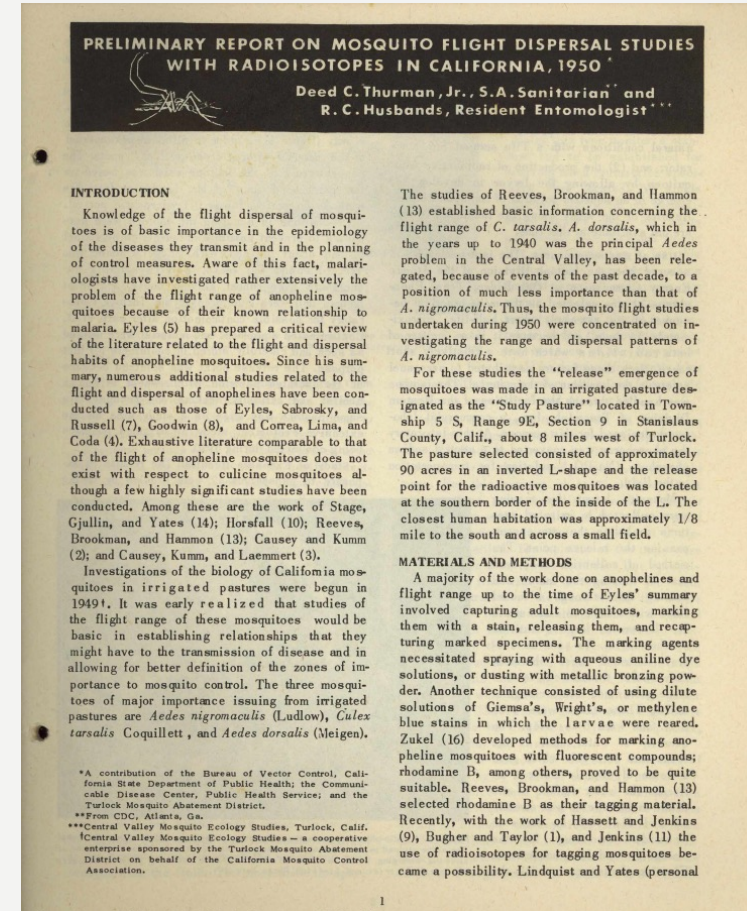 PRELIMINARY REPORT ON MOSQUITO FLIGHT DISPERSAL STUDIES
WITH RADIOISOTOPES IN CALIFORNIA, 1950*
Deed C. Thurman, Jr., S.A. Sanitarian** and
R. C. Husbands, Resident Entomologist***
INTRODUCTION
Knowledge of the flight dispersal of mosqui-
toes is of basic importance in the epidemiology
of the diseases they transmit and in the planning
of control measures. Aware of this fact, malari-
ologists have investigated rather extensively the
problem of the flight range of anopheline mos-
quitoes because of their known relationship to
malaria. Eyles (5) has prepared a critical review
of the literature related to the flight and dispersal
habits of anopheline mosquitoes. Since his sum-
mary, numerous additional studies related to the
flight and dispersal of anophelines have been con-
ducted such as those of Eyles, Sabrosky, and
Russell (7), Goodwin (8), and Correa, Lima, and
Coda (4). Exhaustive literature comparable to that
of the flight of anopheline mosquitoes does not
exist with respect to culicine mosquitoes al-
though a few highly significant studies have been
conducted. Among these are the work of Stage,
Gjullin, and Yates (14); Horsfall (10); Reeves,
Brookman, and Hammon (13); Causey and Kumm
(2); and Causey, Kumm, and Laemmert (3).
Investigations of the biology of California mos-
quitoes in irrigated pastures were begun in
1949†. It was early realized that studies of
the flight range of these mosquitoes would be
basic in establishing relationships that they
might have to the transmission of disease and in
allowing for better definition of the zones of im-
portance to mosquito control. The three mosqui-
toes of major importance issuing from irrigated
pastures are Aedes nigromaculis (Ludlow), Culex
tarsalis Coquillett , and Aedes dorsalis (Meigen).
*A contribution of the Bureau of Vector Control, Cali-
fornia State Department of Public Health; the Communi-
cable Disease Center, Public Health Service; and the
Turlock Mosquito Abatement District.
**From CDC, Atlanta, Ga.
***Central Valley Mosquito Ecology Studies, Turlock, Calif.
†Central Valley Mosquito Ecology Studies — a cooperative
enterprise sponsored by the Turlock Mosquito Abatement
District on behalf of the California Mosquito Control
Association.
The studies of Reeves, Brookman, and Hammon
(13) established basic information concerning the
flight range of C. tarsalis. A. dorsalis, which in
the years up to 1940 was the principal Aedes
problem in the Central Valley, has been rele-
gated, because of events of the past decade, to a
position of much less importance than that of
A. nigromaculis. Thus, the mosquito flight studies
undertaken during 1950 were concentrated on in-
vestigating the range and dispersal patterns of
A. nigromaculis.
For these studies the "release" emergence of
mosquitoes was made in an irrigated pasture des-
ignated as the "Study Pasture" located in Town-
ship 5 S, Range 9E, Section 9 in Stanislaus
County, Calif., about 8 miles west of Turlock.
The pasture selected consisted of approximately
90 acres in an inverted L-shape and the release
point for the radioactive mosquitoes was located
at the southern border of the inside of the L. The
closest human habitation was approximately 1/8
mile to the south and across a small field.
MATERIALS AND METHODS
A majority of the work done on anophelines and
flight range up to the time of Eyles' summary
involved capturing adult mosquitoes, marking
them with a stain, releasing them, and recap-
turing marked specimens. The marking agents
necessitated spraying with aqueous aniline dye
solutions, or dusting with metallic bronzing pow-
der. Another technique consisted of using dilute
solutions of Giemsa's, Wright's, or methylene
blue stains in which the larvae were reared.
Zukel (16) developed methods for marking ano-
pheline mosquitoes with fluorescent compounds;
rhodamine B, among others, proved to be quite
suitable. Reeves, Brookman, and Hammon (13)
selected rhodamine B as their tagging material.
Recently, with the work of Hassett and Jenkins
(9), Bugher and Taylor (1), and Jenkins (11) the
use of radioisotopes for tagging mosquitoes be-
came a possibility. Lindquist and Yates (personal
1